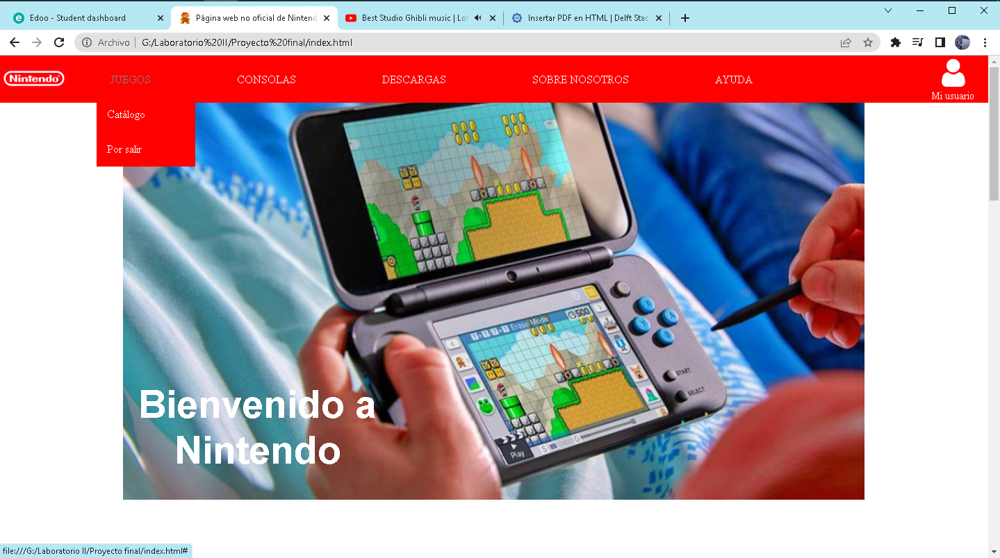 Edoo - Student dashboard
Página web no oficial de Nintend
Best Studio Ghibli music | Lof
Insertar PDF en HTML | Delft Stac
Archivo
G:/Laboratorio%20II/Proyecto%20final/index.html
Nintendo®
JUEGOS
CONSOLAS
DESCARGAS
SOBRE NOSOTROS
AYUDA
Mi usuario
Catálogo
Por salir
Erase Mode
500
X
Y
A
B
START
SELECT
Play
S
G
Bienvenido a
Nintendo
file:///G:/Laboratorio II/Proyecto final/index.html#